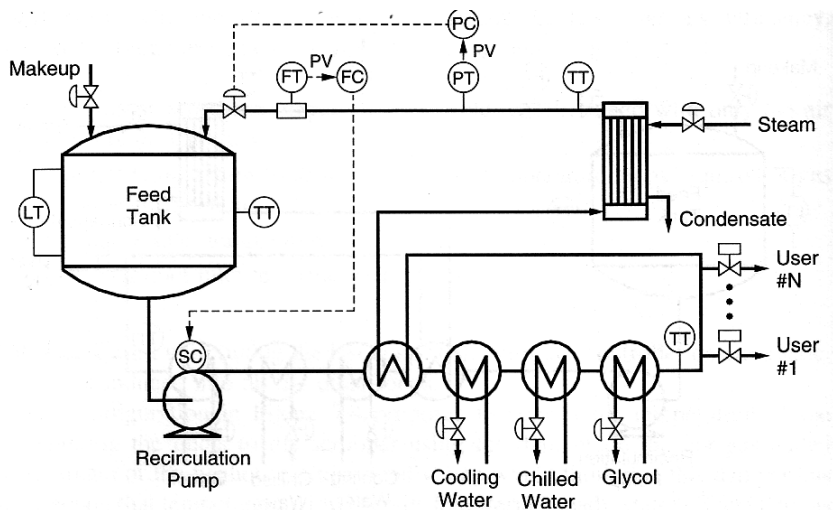 PC
PV
Makeup
FT
PV
FC
PT
TT
Steam
Feed
Tank
LT
TT
Condensate
User
#N
SC
TT
User
#1
Recirculation
Pump
Cooling
Water
Chilled
Water
Glycol